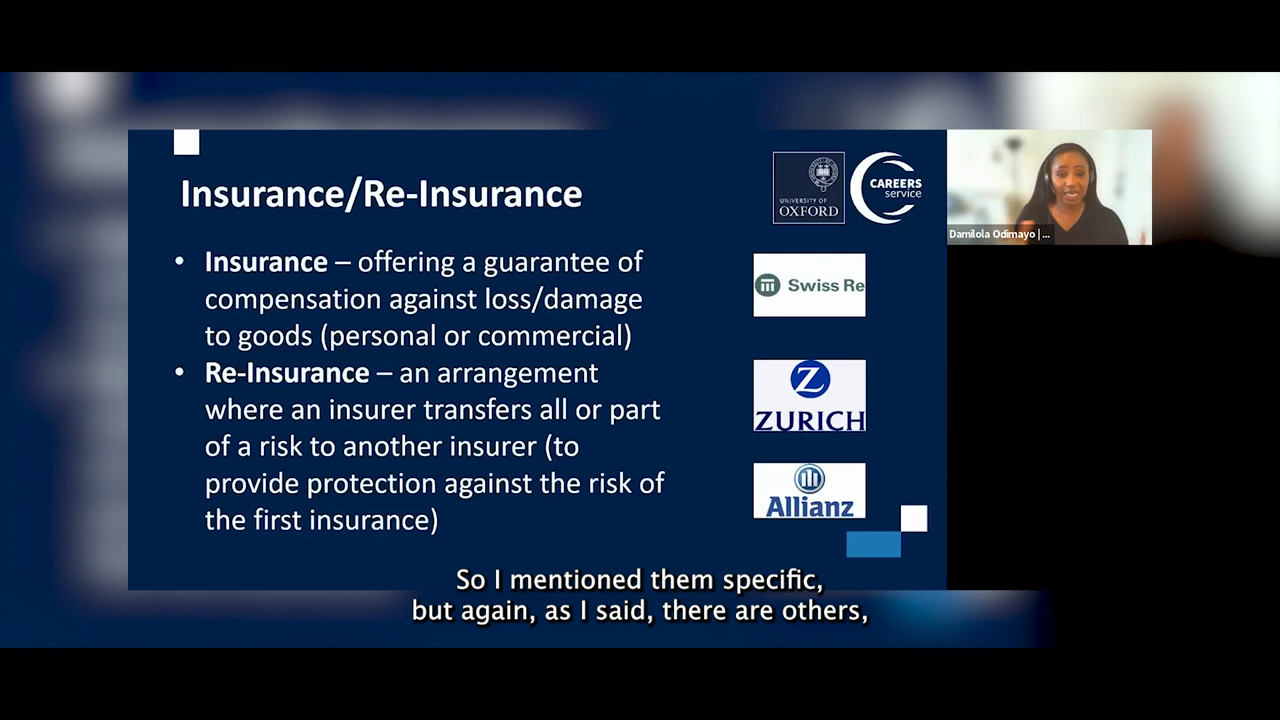 Insurance/Re-Insurance
UNIVERSITY OF
OXFORD
CAREERS
service
• Insurance – offering a guarantee of
compensation against loss/damage
to goods (personal or commercial)
• Re-Insurance – an arrangement
where an insurer transfers all or part
of a risk to another insurer (to
provide protection against the risk of
the first insurance)
Swiss Re
Z
ZURICH
Allianz
Damilola Odimayo | ...
So I mentioned them specific,
but again, as I said, there are others,